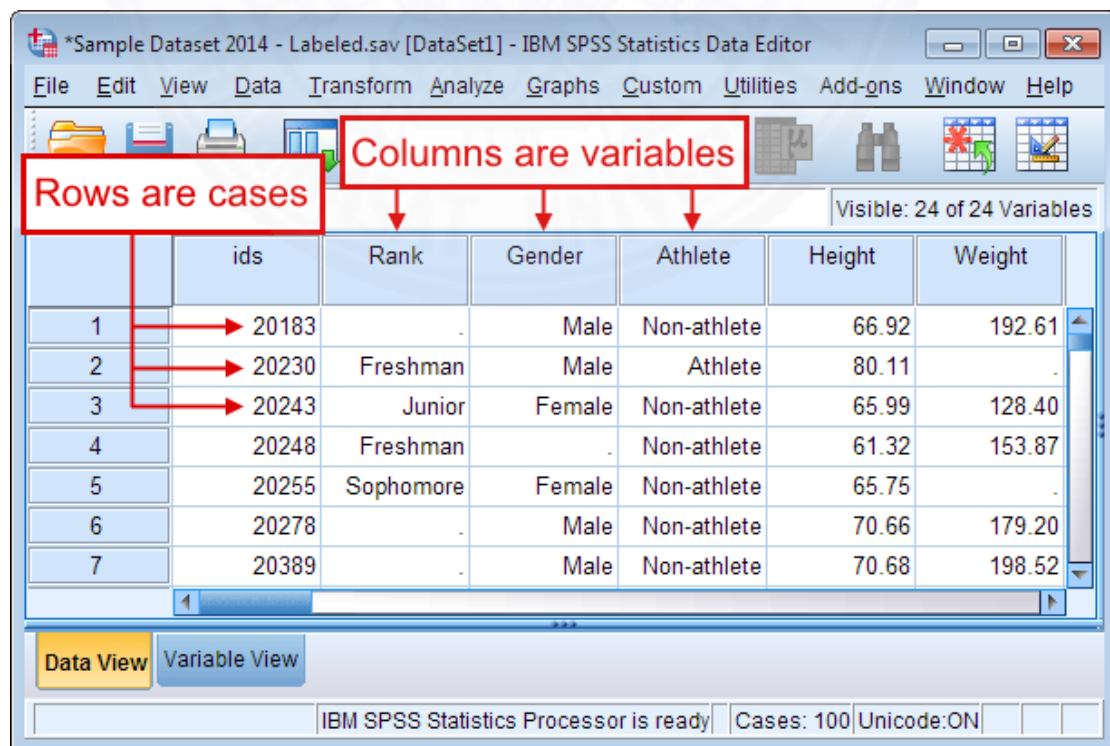 *Sample Dataset 2014 - Labeled.sav [DataSet1] - IBM SPSS Statistics Data Editor
File Edit View Data Transform Analyze Graphs Custom Utilities Add-ons Window Help
Columns are variables
Rows are cases
Visible: 24 of 24 Variables
ids Rank Gender Athlete Height Weight
1 20183 . Male Non-athlete 66.92 192.61
2 20230 Freshman Male Athlete 80.11 .
3 20243 Junior Female Non-athlete 65.99 128.40
4 20248 Freshman . Non-athlete 61.32 153.87
5 20255 Sophomore Female Non-athlete 65.75 .
6 20278 . Male Non-athlete 70.66 179.20
7 20389 . Male Non-athlete 70.68 198.52
Data View Variable View
IBM SPSS Statistics Processor is ready Cases: 100 Unicode:ON